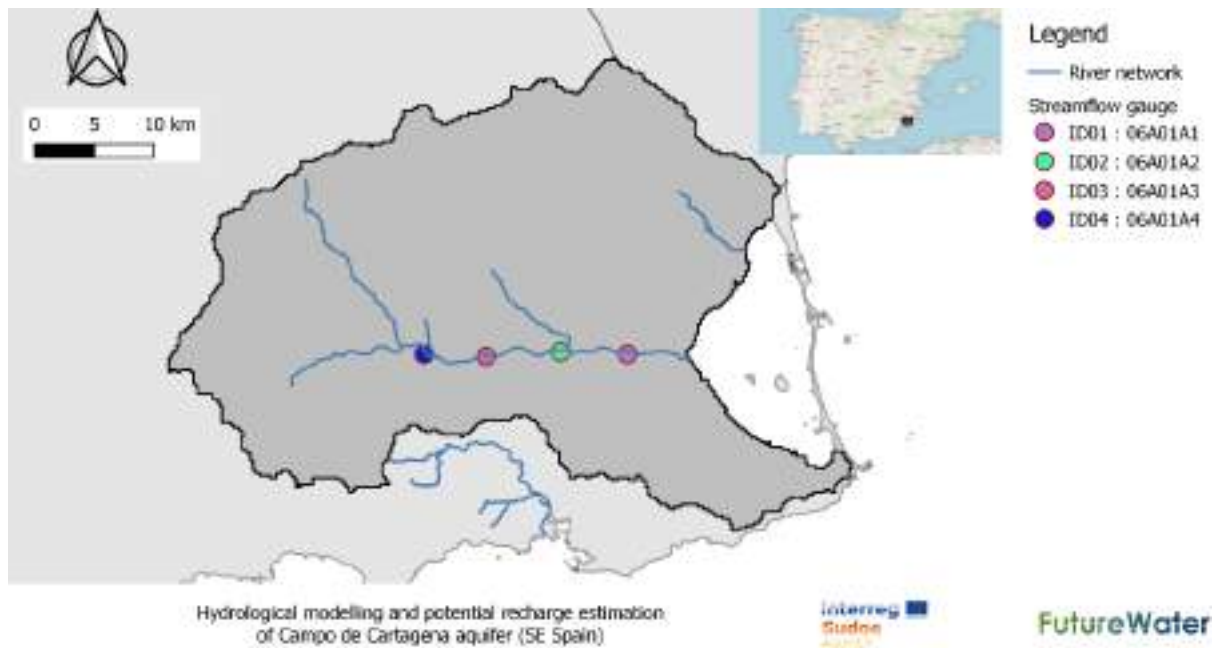 0 5 10 km
Legend
River network
Streamflow gauge
ID01 : 06A01A1
ID02 : 06A01A2
ID03 : 06A01A3
ID04 : 06A01A4
Hydrological modelling and potential recharge estimation
of Campo de Cartagena aquifer (SE Spain)
Interreg
Sudoe
FutureWater